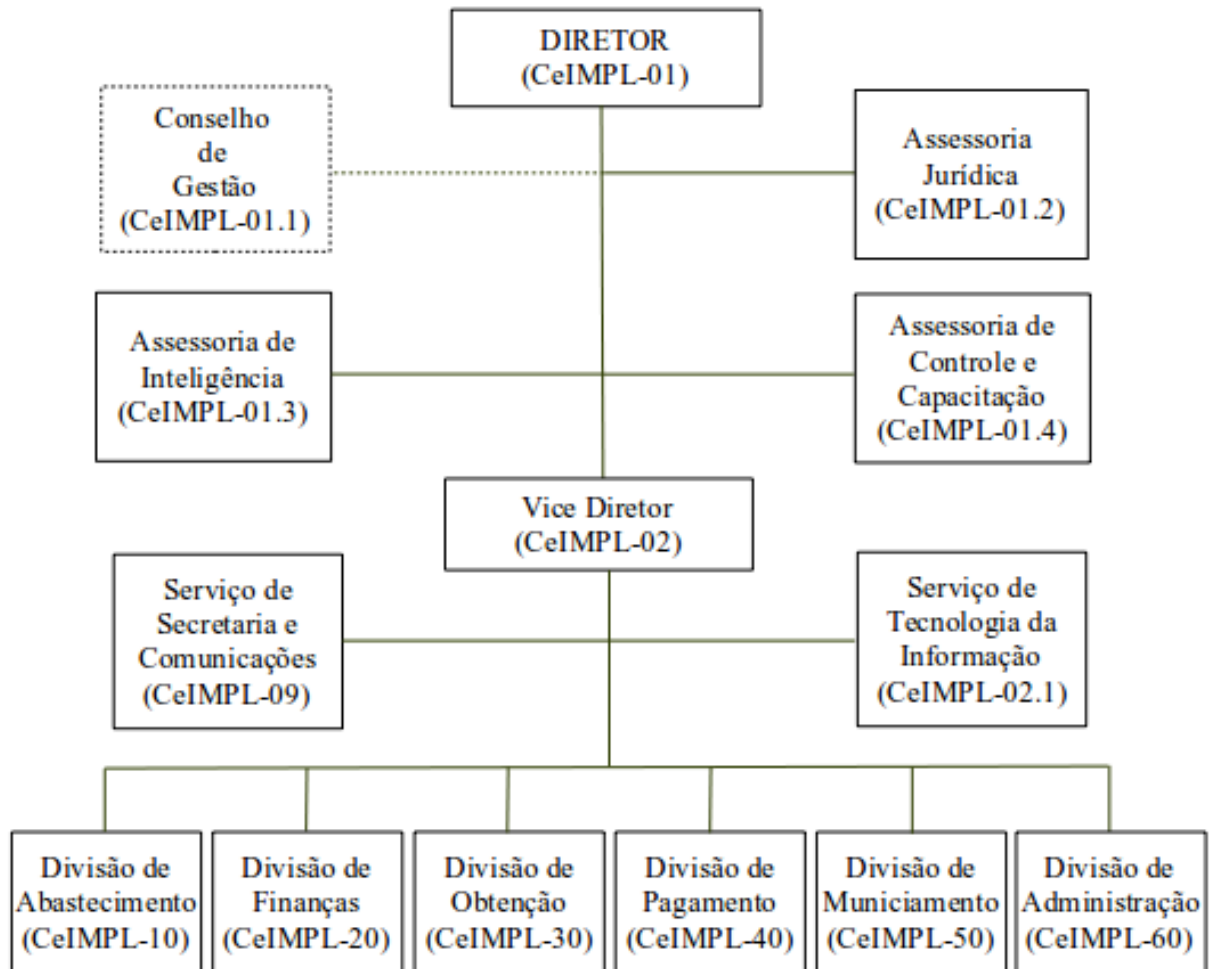 DIRETOR
(CeIMPL-01)
Conselho
de
Gestão
(CeIMPL-01.1)
Assessoria
Jurídica
(CeIMPL-01.2)
Assessoria de
Inteligência
(CeIMPL-01.3)
Assessoria de
Controle e
Capacitação
(CeIMPL-01.4)
Vice Diretor
(CeIMPL-02)
Serviço de
Secretaria e
Comunicações
(CeIMPL-09)
Serviço de
Tecnologia da
Informação
(CeIMPL-02.1)
Divisão de
Abastecimento
(CeIMPL-10)
Divisão de
Finanças
(CeIMPL-20)
Divisão de
Obtenção
(CeIMPL-30)
Divisão de
Pagamento
(CeIMPL-40)
Divisão de
Municiamento
(CeIMPL-50)
Divisão de
Administração
(CeIMPL-60)